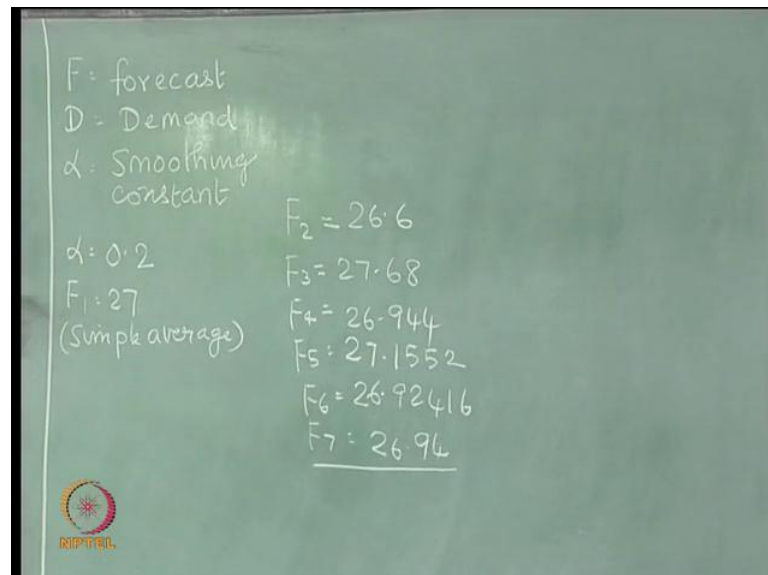 F = forecast
D = Demand
α = Smoothing
constant
α = 0.2
F₁ = 27
(Simple average)
F₂ = 26.6
F₃ = 27.68
F₄ = 26.944
F₅ = 27.1552
F₆ = 26.92416
F₇ = 26.94
NPTEL